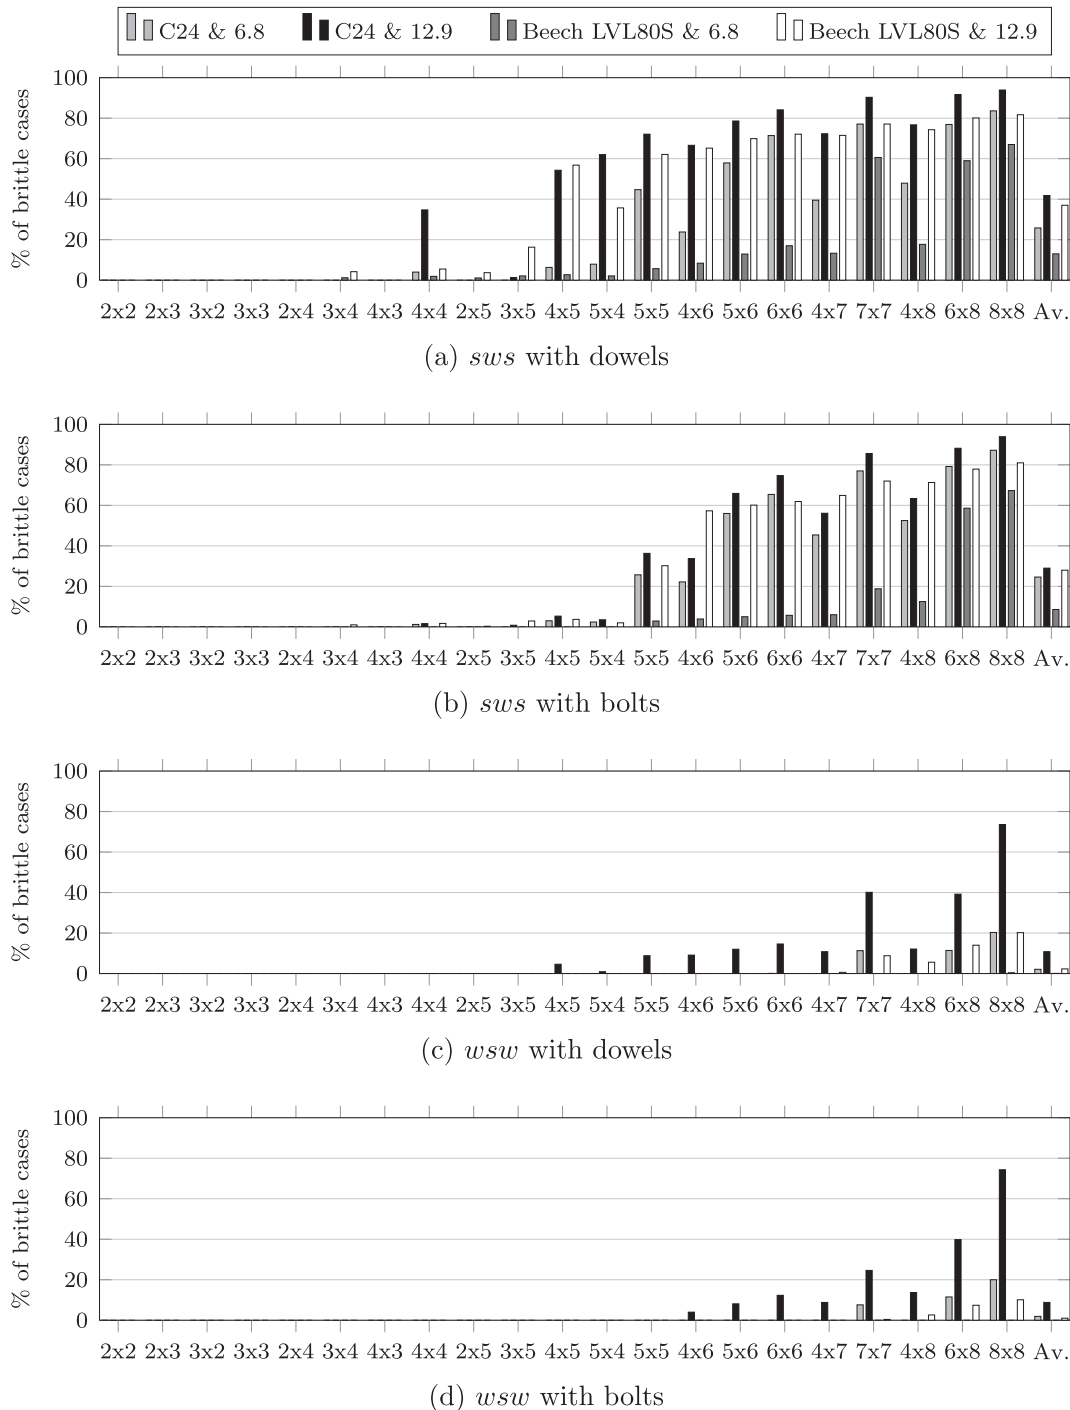 C24 & 6.8 C24 & 12.9 Beech LVL80S & 6.8 Beech LVL80S & 12.9
100
80
60
40
20
0
% of brittle cases
2x2 2x3 3x2 3x3 2x4 3x4 4x3 4x4 2x5 3x5 4x5 5x4 5x5 4x6 5x6 6x6 4x7 7x7 4x8 6x8 8x8 Av.
(a) sws with dowels
100
80
60
40
20
0
% of brittle cases
2x2 2x3 3x2 3x3 2x4 3x4 4x3 4x4 2x5 3x5 4x5 5x4 5x5 4x6 5x6 6x6 4x7 7x7 4x8 6x8 8x8 Av.
(b) sws with bolts
100
80
60
40
20
0
% of brittle cases
2x2 2x3 3x2 3x3 2x4 3x4 4x3 4x4 2x5 3x5 4x5 5x4 5x5 4x6 5x6 6x6 4x7 7x7 4x8 6x8 8x8 Av.
(c) wsw with dowels
100
80
60
40
20
0
% of brittle cases
2x2 2x3 3x2 3x3 2x4 3x4 4x3 4x4 2x5 3x5 4x5 5x4 5x5 4x6 5x6 6x6 4x7 7x7 4x8 6x8 8x8 Av.
(d) wsw with bolts